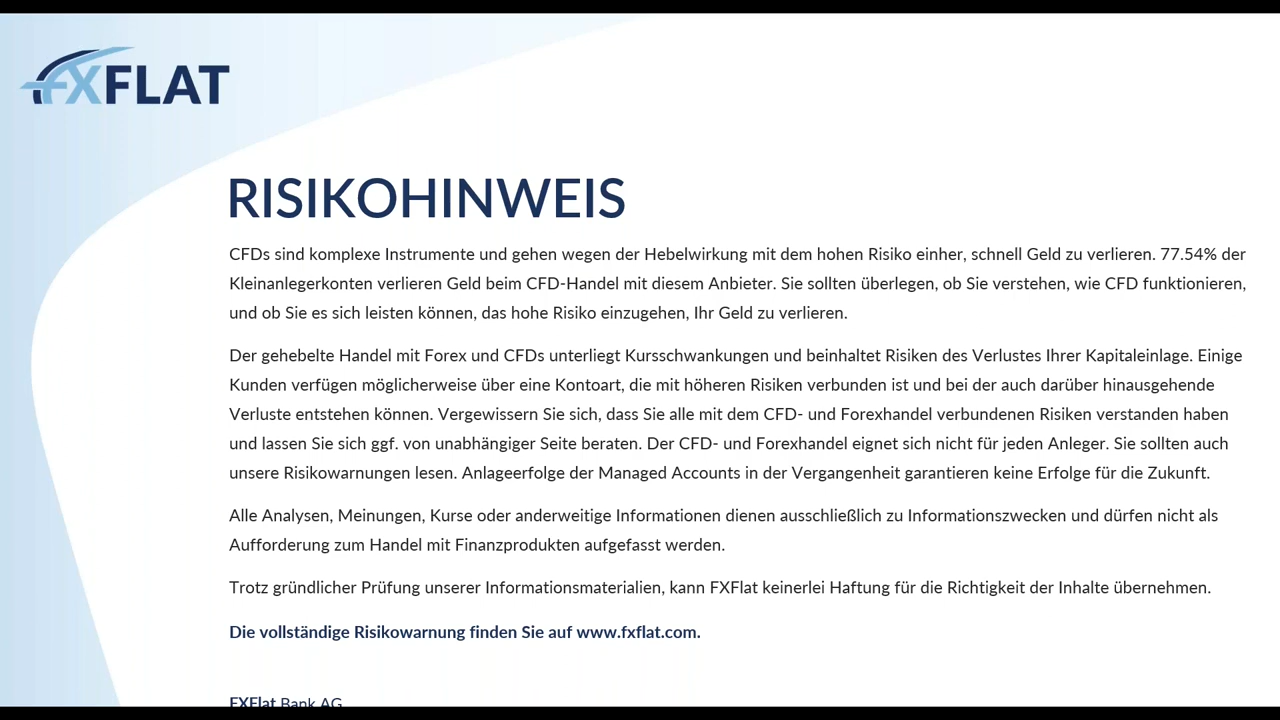 FXFLAT
RISIKOHINWEIS
CFDs sind komplexe Instrumente und gehen wegen der Hebelwirkung mit dem hohen Risiko einher, schnell Geld zu verlieren. 77.54% der
Kleinanlegerkonten verlieren Geld beim CFD-Handel mit diesem Anbieter. Sie sollten überlegen, ob Sie verstehen, wie CFD funktionieren,
und ob Sie es sich leisten können, das hohe Risiko einzugehen, Ihr Geld zu verlieren.
Der gehebelte Handel mit Forex und CFDs unterliegt Kursschwankungen und beinhaltet Risiken des Verlustes Ihrer Kapitaleinlage. Einige
Kunden verfügen möglicherweise über eine Kontoart, die mit höheren Risiken verbunden ist und bei der auch darüber hinausgehende
Verluste entstehen können. Vergewissern Sie sich, dass Sie alle mit dem CFD- und Forexhandel verbundenen Risiken verstanden haben
und lassen Sie sich ggf. von unabhängiger Seite beraten. Der CFD- und Forexhandel eignet sich nicht für jeden Anleger. Sie sollten auch
unsere Risikowarnungen lesen. Anlageerfolge der Managed Accounts in der Vergangenheit garantieren keine Erfolge für die Zukunft.
Alle Analysen, Meinungen, Kurse oder anderweitige Informationen dienen ausschließlich zu Informationszwecken und dürfen nicht als
Aufforderung zum Handel mit Finanzprodukten aufgefasst werden.
Trotz gründlicher Prüfung unserer Informationsmaterialien, kann FXFlat keinerlei Haftung für die Richtigkeit der Inhalte übernehmen.
Die vollständige Risikowarnung finden Sie auf www.fxflat.com.
FXFlat Bank AG